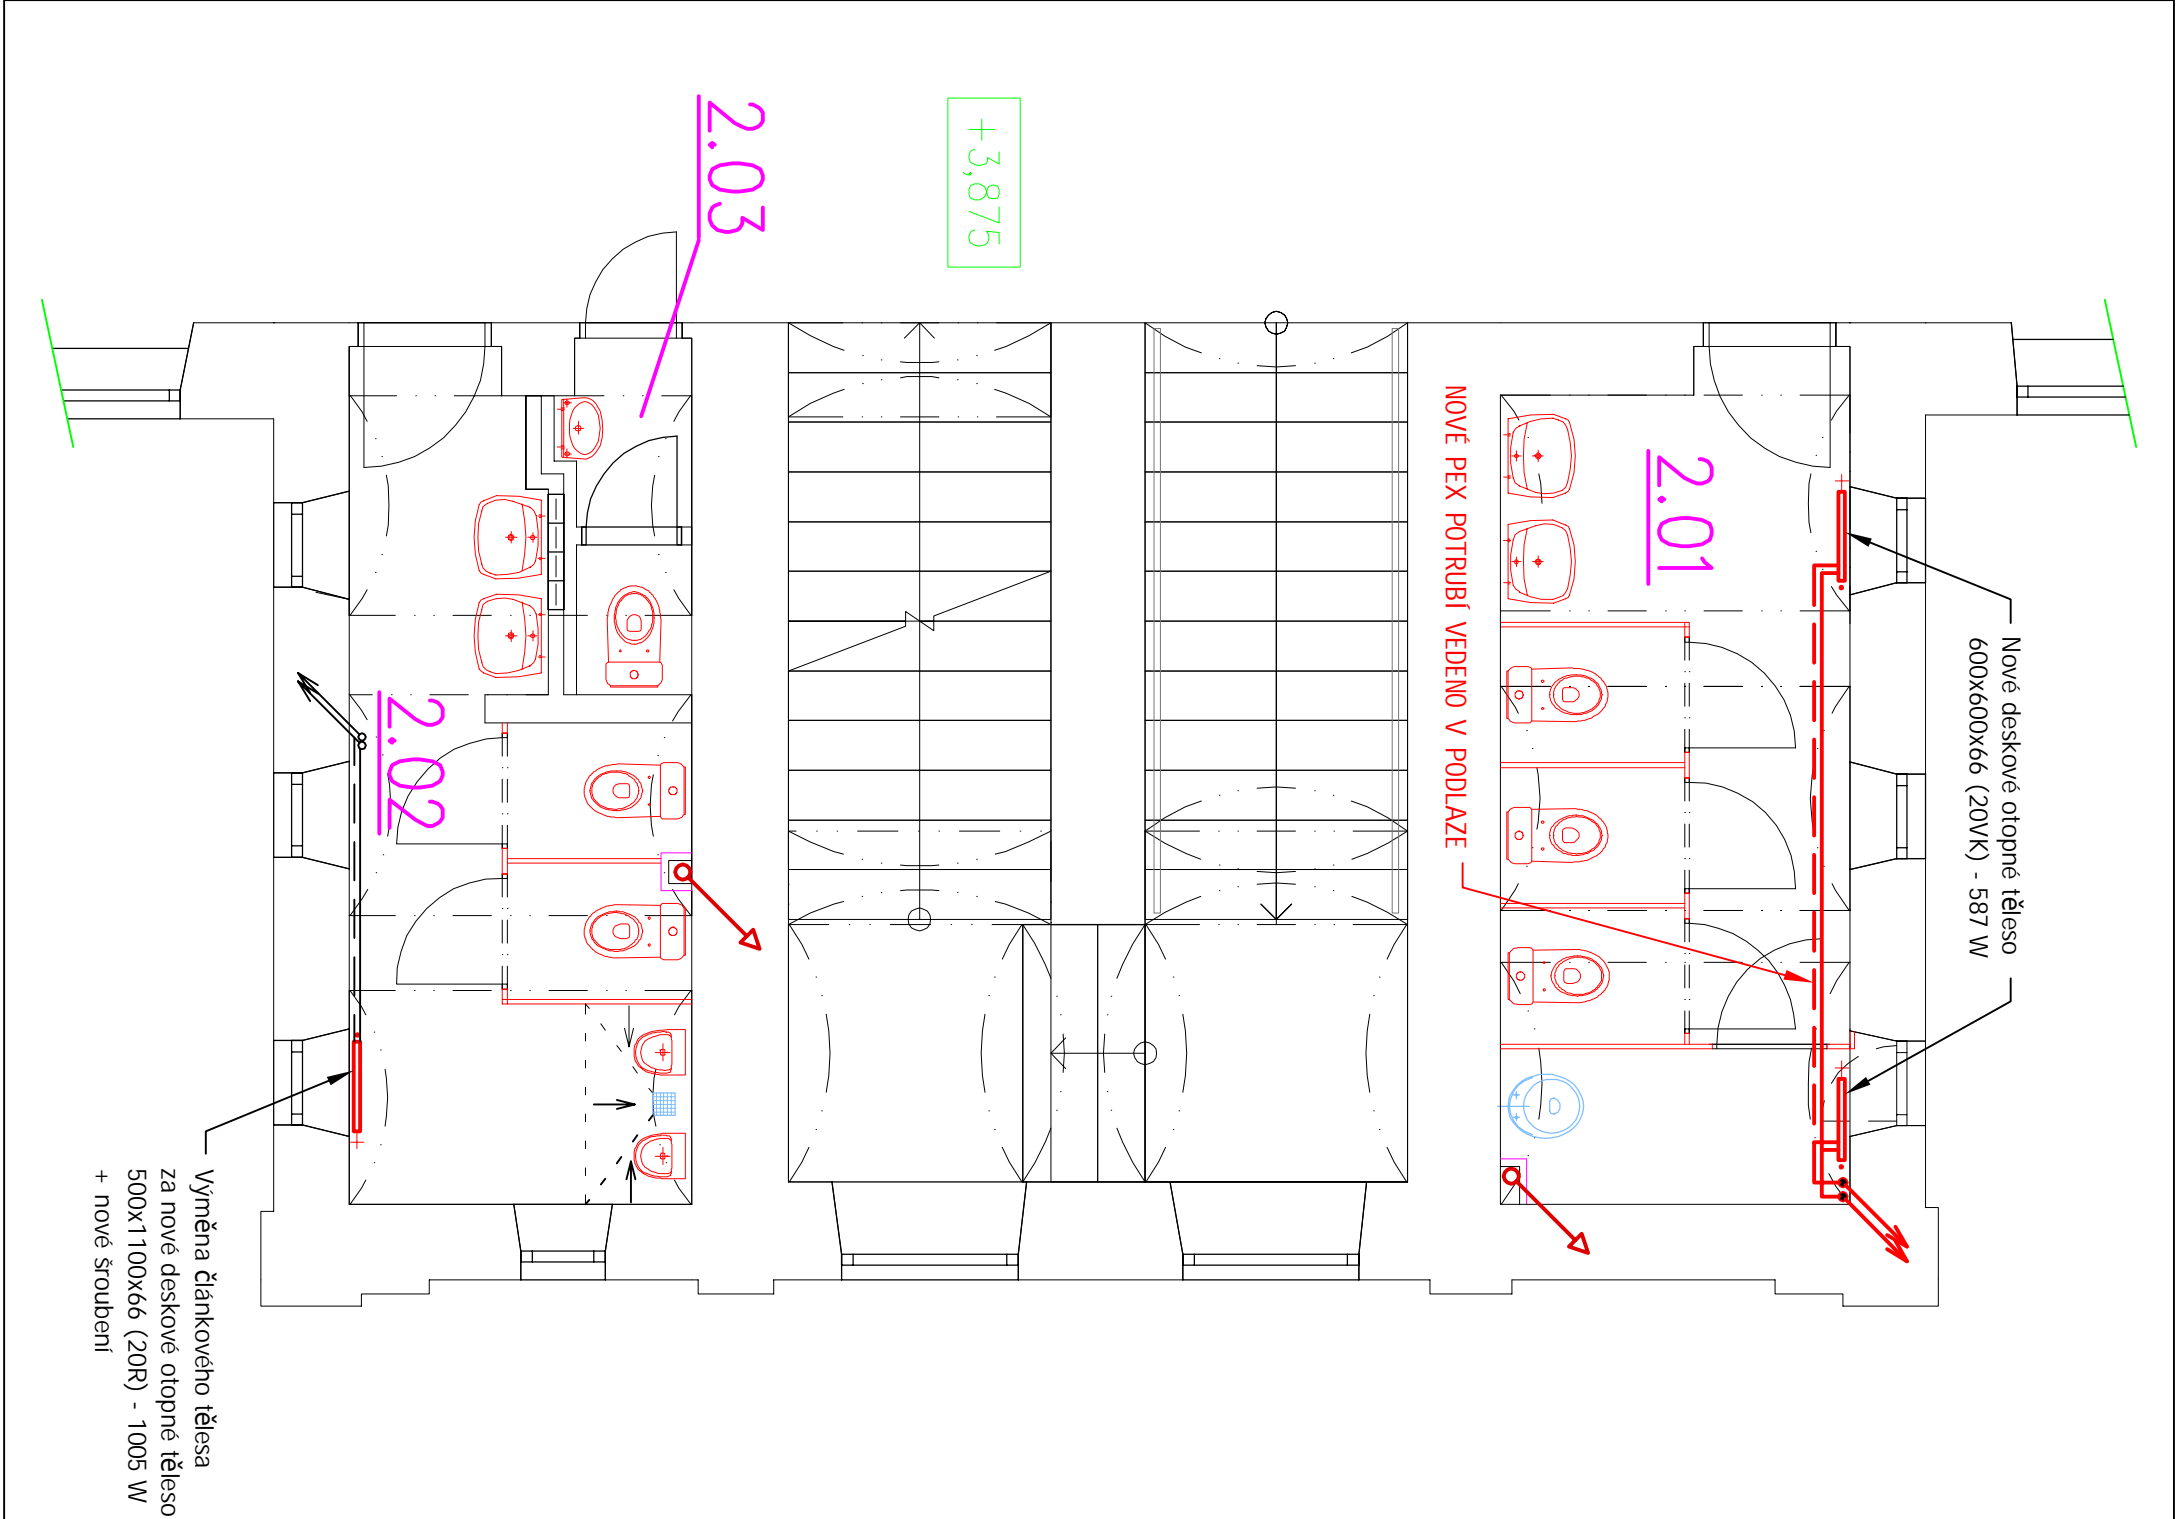 Nové deskové otopné těleso
600x600x66 (20VK) - 587 W
2.01
NOVÉ PEX POTRUBÍ VEDENO V PODLAZE
+3,875
2.03
2.02
Výměna článkového tělesa
za nové deskové otopné těleso
500x1100x66 (20R) - 1005 W
+ nové šroubení